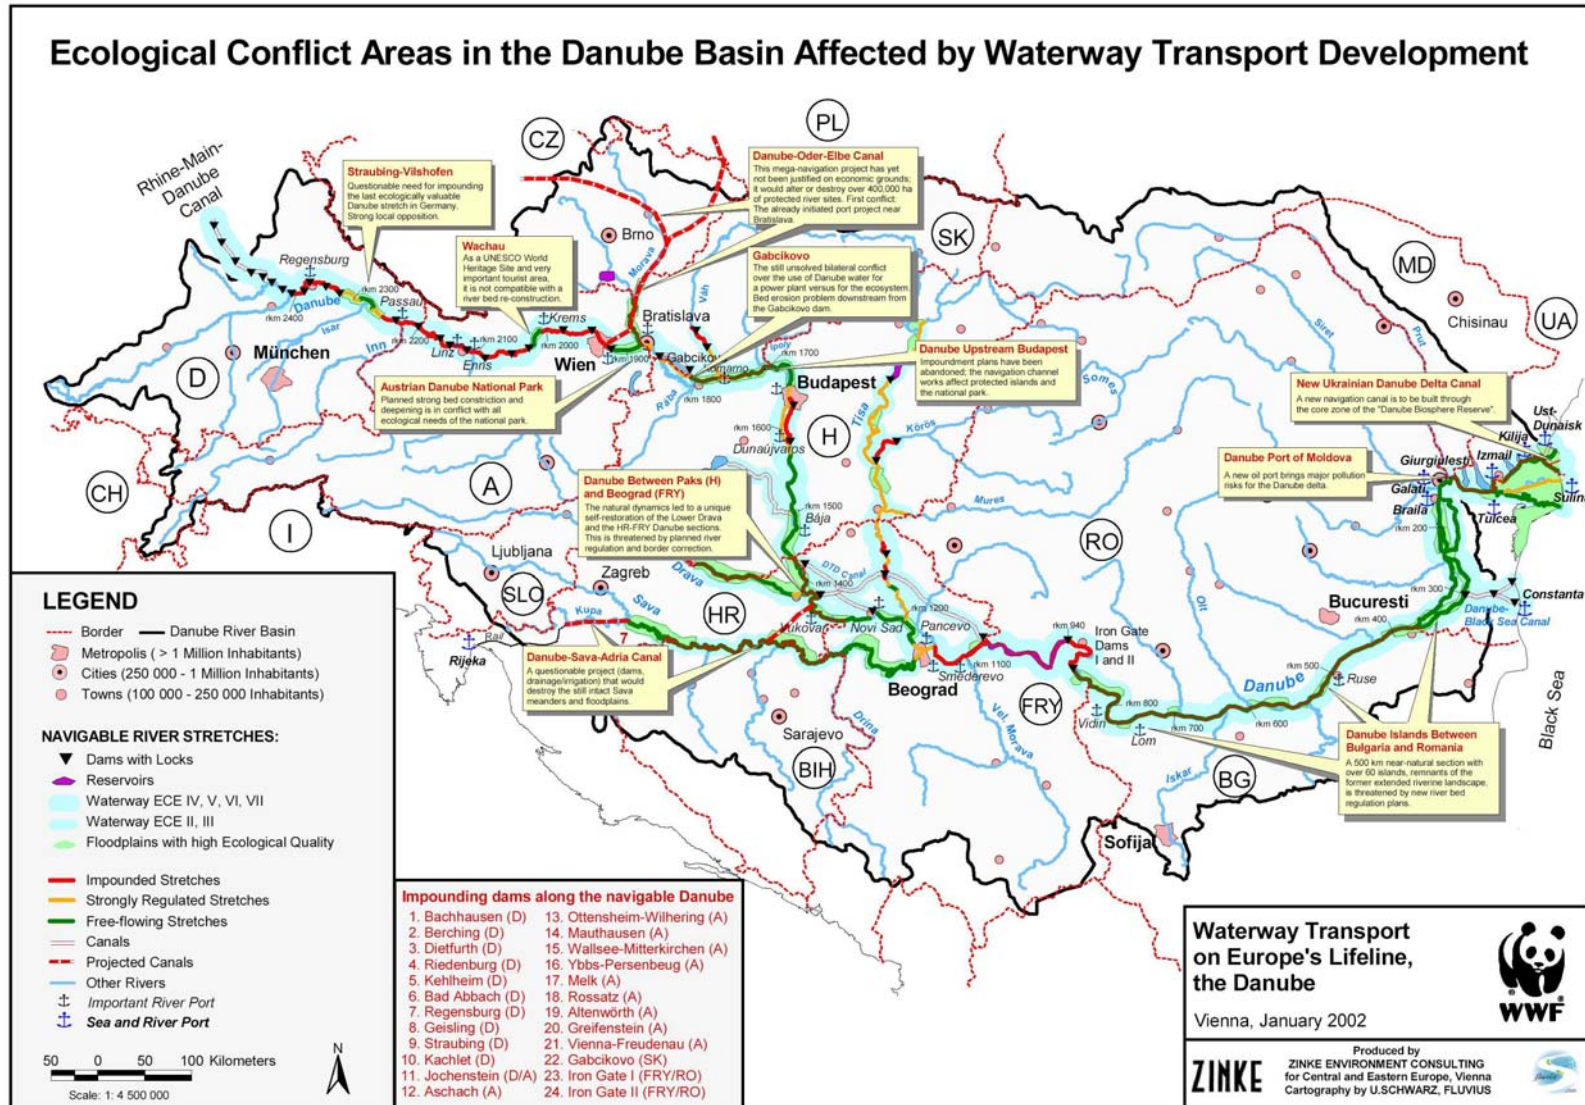 Ecological Conflict Areas in the Danube Basin Affected by Waterway Transport Development
Rhine-Main-
Danube
Canal
CZ
PL
SK
MD
UA
D
CH
A
I
SLO
HR
H
BIH
FRY
RO
BG
Straubing-Vilshofen
Questionable need for impounding
the last ecologically valuable
Danube stretch in Germany.
Strong local opposition.
Wachau
As a UNESCO World
Heritage Site and very
important tourist area,
it is not compatible with a
river bed re-construction.
Danube-Oder-Elbe Canal
This mega-navigation project has yet
not been justified on economic grounds;
it would alter or destroy over 400,000 ha
of protected river sites. First conflict:
The already initiated port project near
Bratislava.
Gabcikovo
The still unsolved bilateral conflict
over the use of Danube water for
a power plant versus for the ecosystem.
Bed erosion problem downstream from
the Gabcikovo dam.
Austrian Danube National Park
Planned strong bed constriction and
deepening is in conflict with all
ecological needs of the national park.
Danube Upstream Budapest
Impoundment plans have been
abandoned; the navigation channel
works affect protected islands and
the national park.
New Ukrainian Danube Delta Canal
A new navigation canal is to be built through
the core zone of the "Danube Biosphere Reserve".
Danube Port of Moldova
A new oil port brings major pollution
risks for the Danube delta.
Danube Between Paks (H)
and Beograd (FRY)
The natural dynamics led to a unique
self-restoration of the Lower Drava
and the HR-FRY Danube sections.
This is threatened by planned river
regulation and border correction.
Danube-Sava-Adria Canal
A questionable project (dams,
drainage/irrigation) that would
destroy the still intact Sava
meanders and floodplains.
Danube Islands Between
Bulgaria and Romania
A 500 km near-natural section with
over 60 islands, remnants of the
former extended riverine landscape,
is threatened by new river bed
regulation plans.
Regensburg
Danube
rkm 2400
rkm 2300
Passau
Isar
Inn
München
rkm 2200
Linz
rkm 2100
Enns
Krems
rkm 2000
Wien
rkm 1900
Brno
Morava
Bratislava
Váh
Gabcikov
Komarno
Ipoly
rkm 1700
rkm 1800
Rába
Budapest
rkm 1600
Dunaújvaros
rkm 1500
Bája
Tisa
Körös
Mures
Somes
Siret
Prut
Chisinau
Ust-
Dunaisk
Kilija
Izmail
Giurgiulesti
Galati
Braila
Tulcea
Sulina
rkm 200
rkm 300
Constanta
Danube-
Black Sea Canal
Black Sea
Bucuresti
rkm 400
rkm 500
Ruse
Danube
rkm 600
rkm 700
rkm 800
Vidin
Lom
Iskar
Olt
Sofija
Iron Gate
Dams
I and II
rkm 940
Vel. Morava
rkm 1100
Smederevo
Pancevo
rkm 1200
Beograd
Novi Sad
Vukovar
rkm 1400
DTD Canal
Drava
Sava
Zagreb
Ljubljana
Kupa
Rail
Rijeka
Sarajevo
Drina
LEGEND
Border
Danube River Basin
Metropolis ( > 1 Million Inhabitants)
Cities (250 000 - 1 Million Inhabitants)
Towns (100 000 - 250 000 Inhabitants)
NAVIGABLE RIVER STRETCHES:
Dams with Locks
Reservoirs
Waterway ECE IV, V, VI, VII
Waterway ECE II, III
Floodplains with high Ecological Quality
Impounded Stretches
Strongly Regulated Stretches
Free-flowing Stretches
Canals
Projected Canals
Other Rivers
Important River Port
Sea and River Port
50 0 50 100 Kilometers
Scale: 1: 4 500 000
N
Impounding dams along the navigable Danube
1. Bachhausen (D)
2. Berching (D)
3. Dietfurth (D)
4. Riedenburg (D)
5. Kehlheim (D)
6. Bad Abbach (D)
7. Regensburg (D)
8. Geisling (D)
9. Straubing (D)
10. Kachlet (D)
11. Jochenstein (D/A)
12. Aschach (A)
13. Ottensheim-Wilhering (A)
14. Mauthausen (A)
15. Wallsee-Mitterkirchen (A)
16. Ybbs-Persenbeug (A)
17. Melk (A)
18. Rossatz (A)
19. Altenwörth (A)
20. Greifenstein (A)
21. Vienna-Freudenau (A)
22. Gabcikovo (SK)
23. Iron Gate I (FRY/RO)
24. Iron Gate II (FRY/RO)
Waterway Transport
on Europe's Lifeline,
the Danube
Vienna, January 2002
WWF
ZINKE
Produced by
ZINKE ENVIRONMENT CONSULTING
for Central and Eastern Europe, Vienna
Cartography by U.SCHWARZ, FLUVIUS